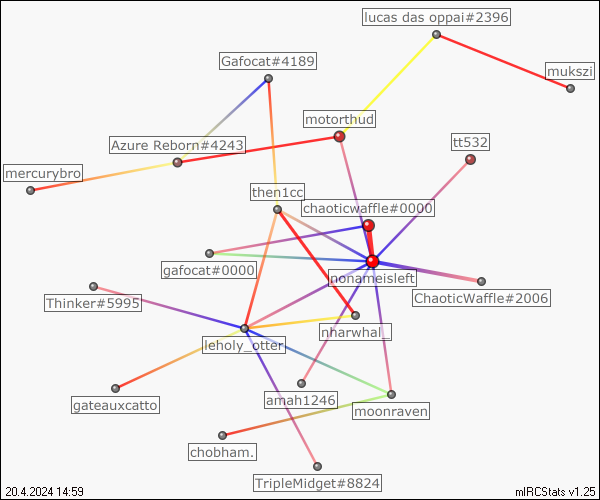 lucas das oppai#2396
Gafocat#4189
mukszi
motorthud
tt532
Azure Reborn#4243
mercurybro
then1cc
chaoticwaffle#0000
gafocat#0000
nonameisleft
ChaoticWaffle#2006
Thinker#5995
nharwhal_
leholy_otter
amah1246
gateauxcatto
moonraven
chobham.
TripleMidget#8824
20.4.2024 14:59
mIRCStats v1.25